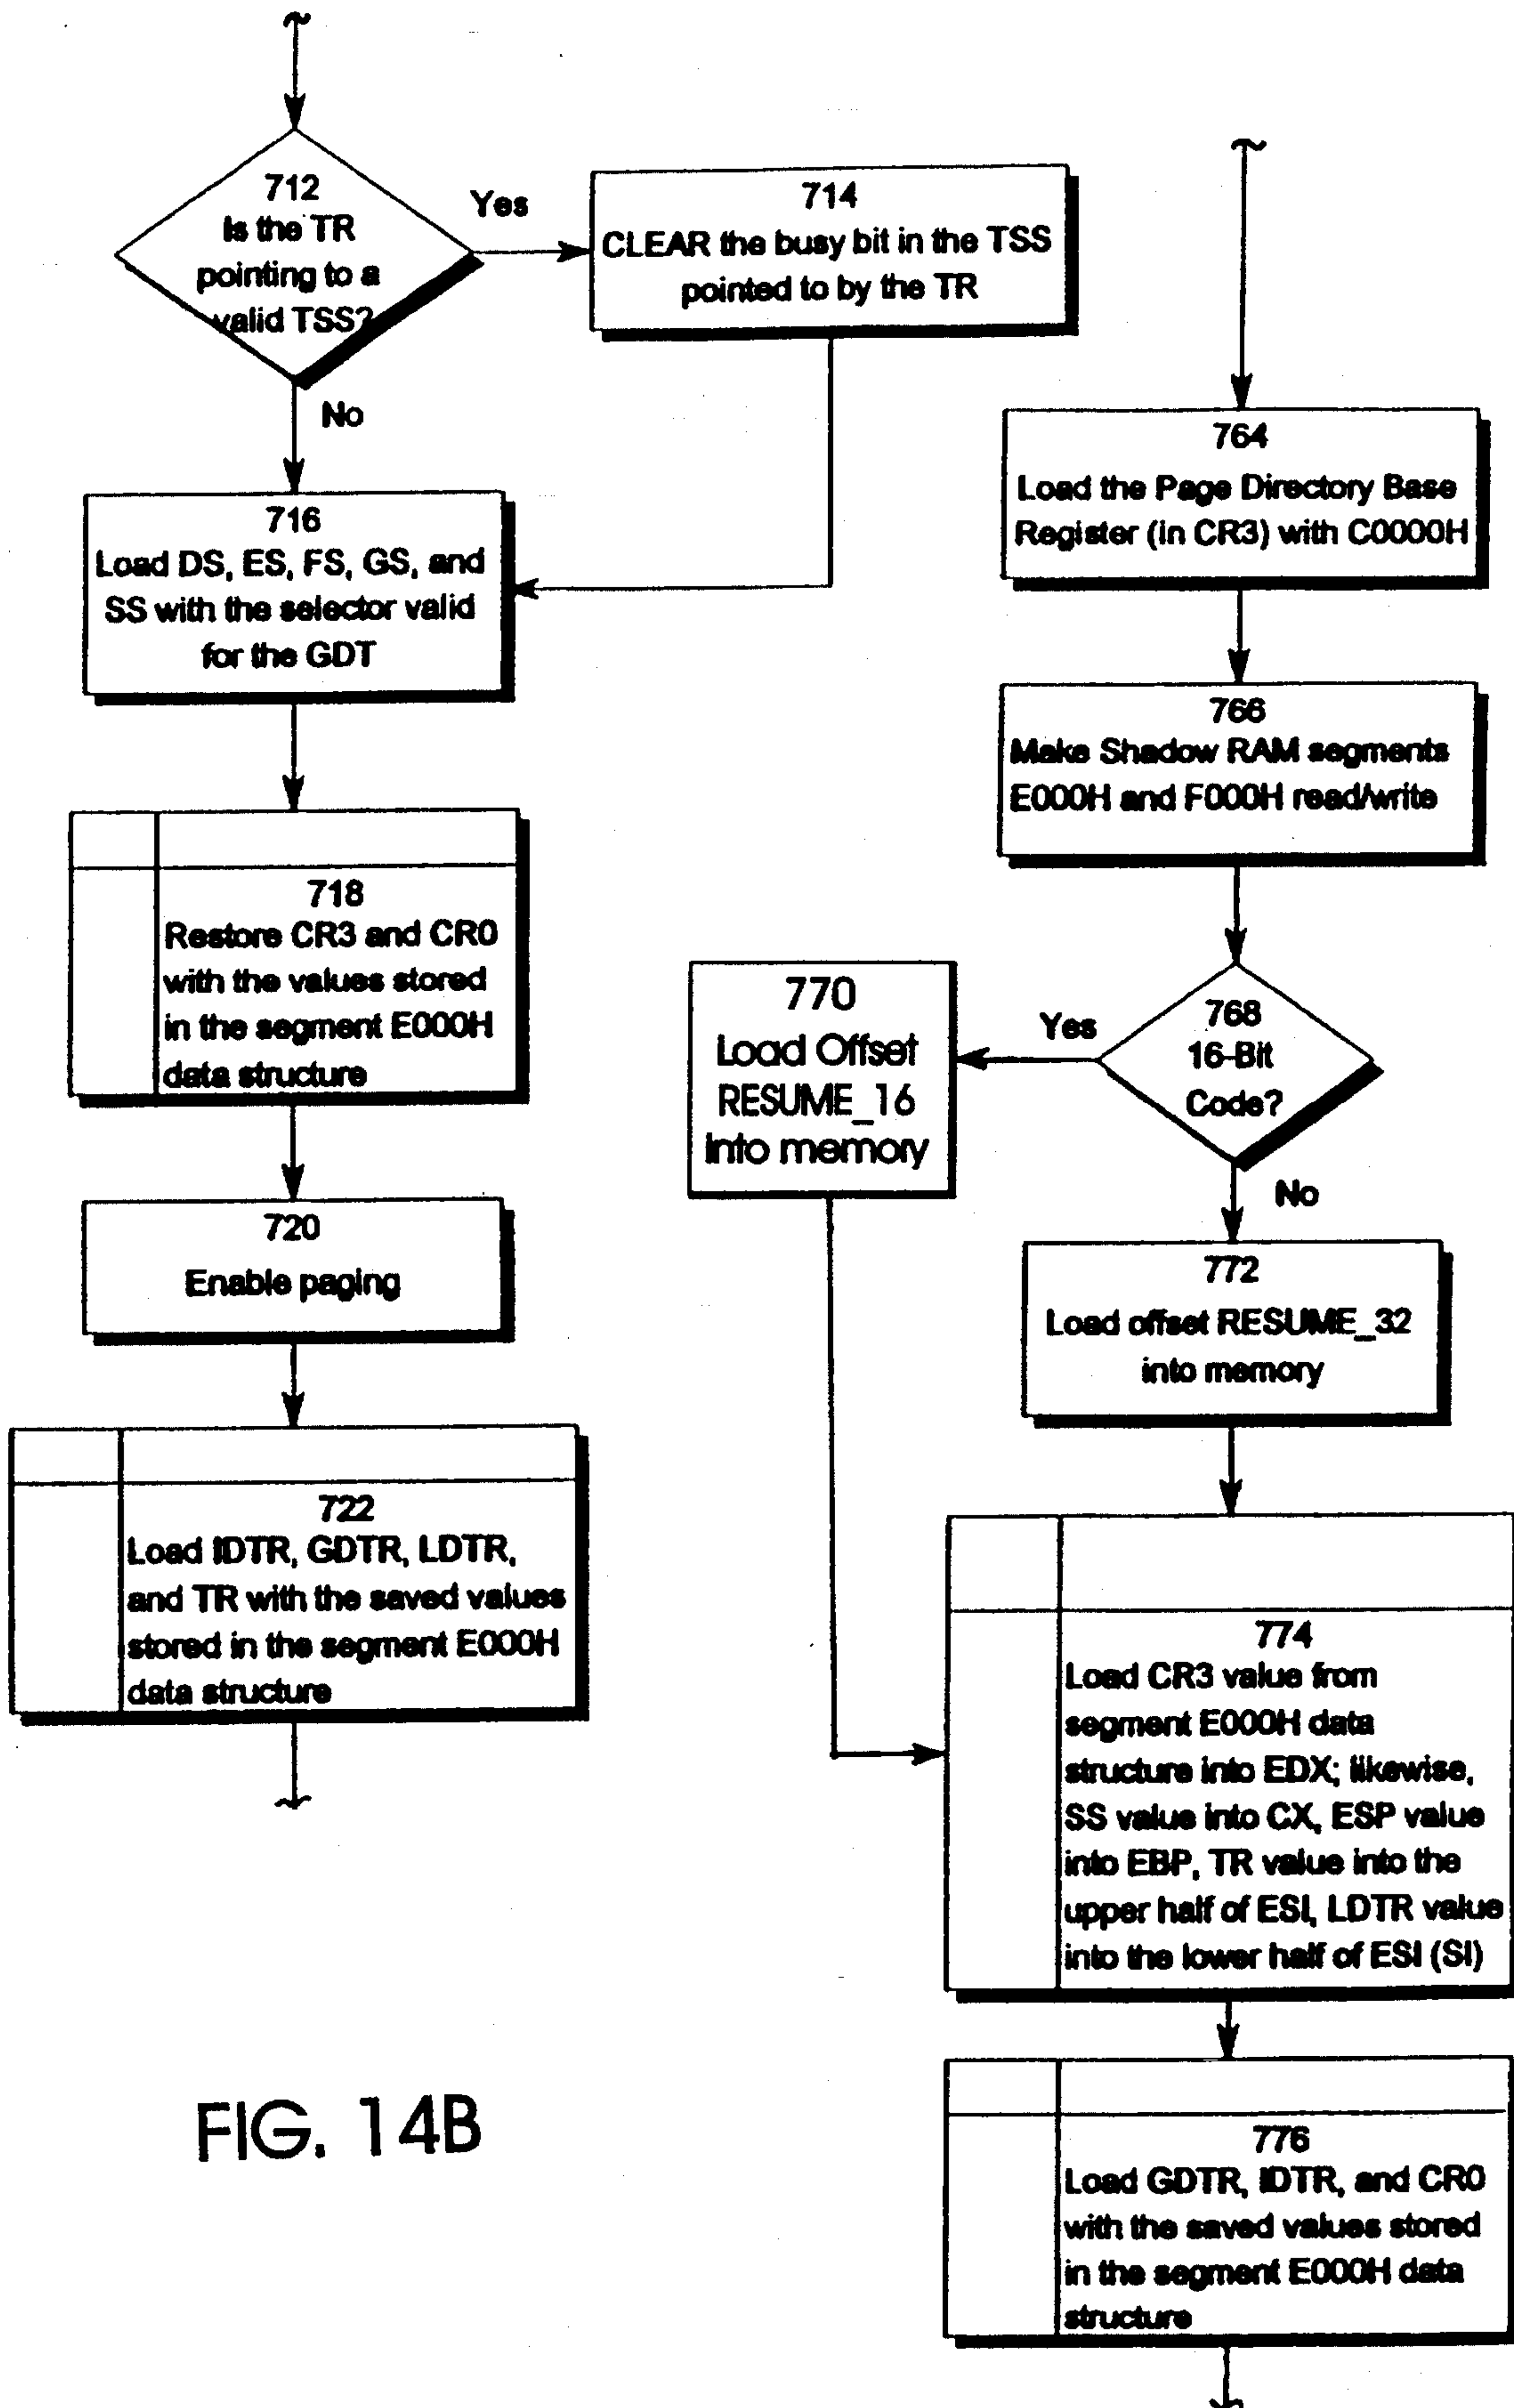 712
Is the TR
pointing to a
valid TSS?
Yes
No
714
CLEAR the busy bit in the TSS
pointed to by the TR
716
Load DS, ES, FS, GS, and
SS with the selector valid
for the GDT
718
Restore CR3 and CR0
with the values stored
in the segment E000H
data structure
720
Enable paging
722
Load IDTR, GDTR, LDTR,
and TR with the saved values
stored in the segment E000H
data structure
764
Load the Page Directory Base
Register (in CR3) with C0000H
766
Make Shadow RAM segments
E000H and F000H read/write
768
16-Bit
Code?
Yes
No
770
Load Offset
RESUME_16
into memory
772
Load offset RESUME_32
into memory
774
Load CR3 value from
segment E000H data
structure into EDX; likewise,
SS value into CX, ESP value
into EBP, TR value into the
upper half of ESI, LDTR value
into the lower half of ESI (SI)
776
Load GDTR, IDTR, and CR0
with the saved values stored
in the segment E000H data
structure
FIG. 14B